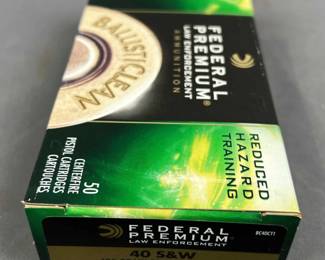 BALLISTICLEAN
FEDERAL
PREMIUM®
LAW ENFORCEMENT
AMMUNITION
REDUCED
HAZARD
TRAINING
50
CENTERFIRE
PISTOL CARTRIDGES
CARTOUCHES
BC40CT1
FEDERAL
PREMIUM
LAW ENFORCEMENT
40 S&W